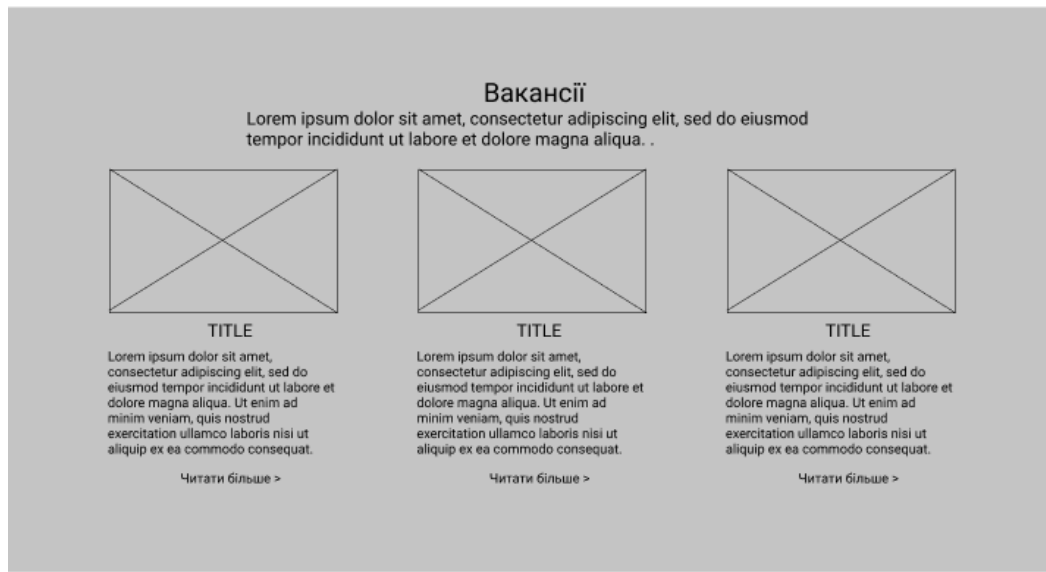 Вакансії
Lorem ipsum dolor sit amet, consectetur adipiscing elit, sed do eiusmod
tempor incididunt ut labore et dolore magna aliqua. .
TITLE
Lorem ipsum dolor sit amet,
consectetur adipiscing elit, sed do
eiusmod tempor incididunt ut labore et
dolore magna aliqua. Ut enim ad
minim veniam, quis nostrud
exercitation ullamco laboris nisi ut
aliquip ex ea commodo consequat.
Читати більше >
TITLE
Lorem ipsum dolor sit amet,
consectetur adipiscing elit, sed do
eiusmod tempor incididunt ut labore et
dolore magna aliqua. Ut enim ad
minim veniam, quis nostrud
exercitation ullamco laboris nisi ut
aliquip ex ea commodo consequat.
Читати більше >
TITLE
Lorem ipsum dolor sit amet,
consectetur adipiscing elit, sed do
eiusmod tempor incididunt ut labore et
dolore magna aliqua. Ut enim ad
minim veniam, quis nostrud
exercitation ullamco laboris nisi ut
aliquip ex ea commodo consequat.
Читати більше >